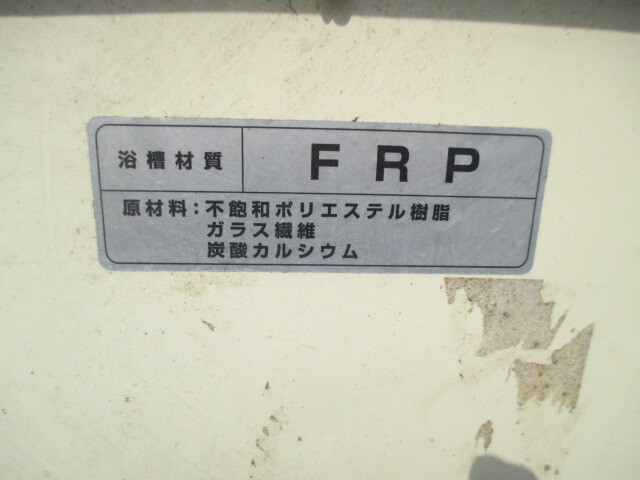 浴槽材質 FRP
原材料：不飽和ポリエステル樹脂
ガラス繊維
炭酸カルシウム